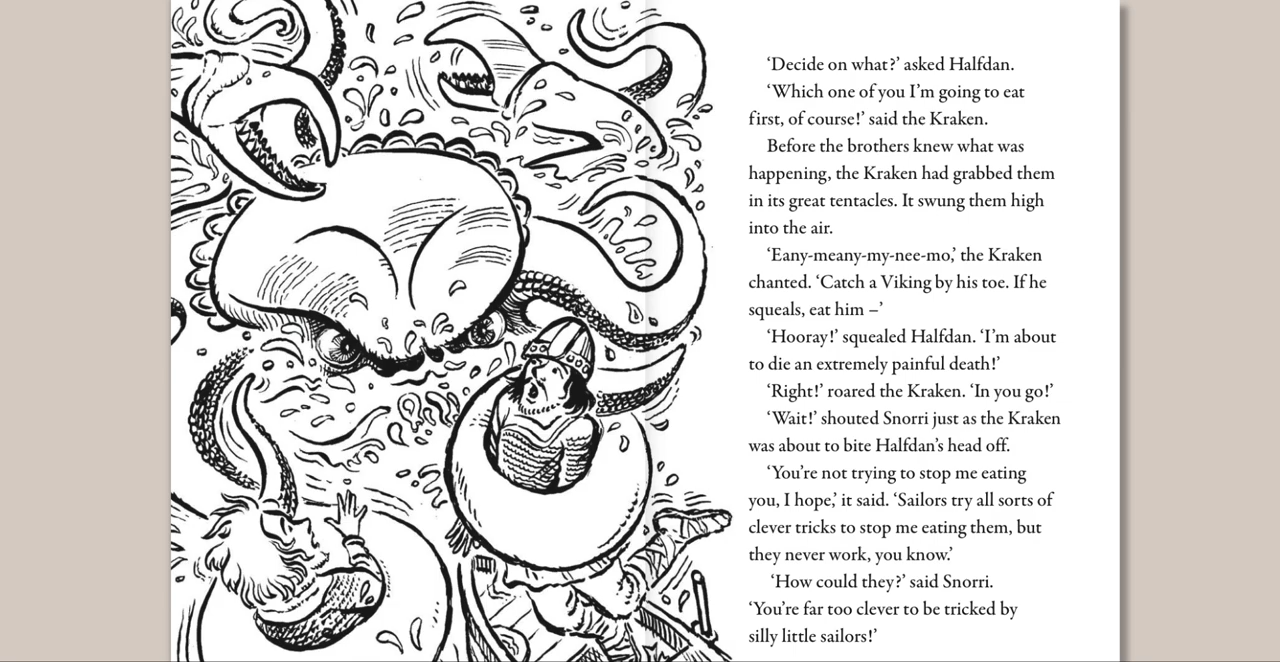 ‘Decide on what?’ asked Halfdan.
‘Which one of you I’m going to eat
first, of course!’ said the Kraken.
Before the brothers knew what was
happening, the Kraken had grabbed them
in its great tentacles. It swung them high
into the air.
‘Eany-meany-my-nee-mo,’ the Kraken
chanted. ‘Catch a Viking by his toe. If he
squeals, eat him –’
‘Hooray!’ squealed Halfdan. ‘I’m about
to die an extremely painful death!’
‘Right!’ roared the Kraken. ‘In you go!’
‘Wait!’ shouted Snorri just as the Kraken
was about to bite Halfdan’s head off.
‘You’re not trying to stop me eating
you, I hope,’ it said. ‘Sailors try all sorts of
clever tricks to stop me eating them, but
they never work, you know.’
‘How could they?’ said Snorri.
‘You’re far too clever to be tricked by
silly little sailors!’